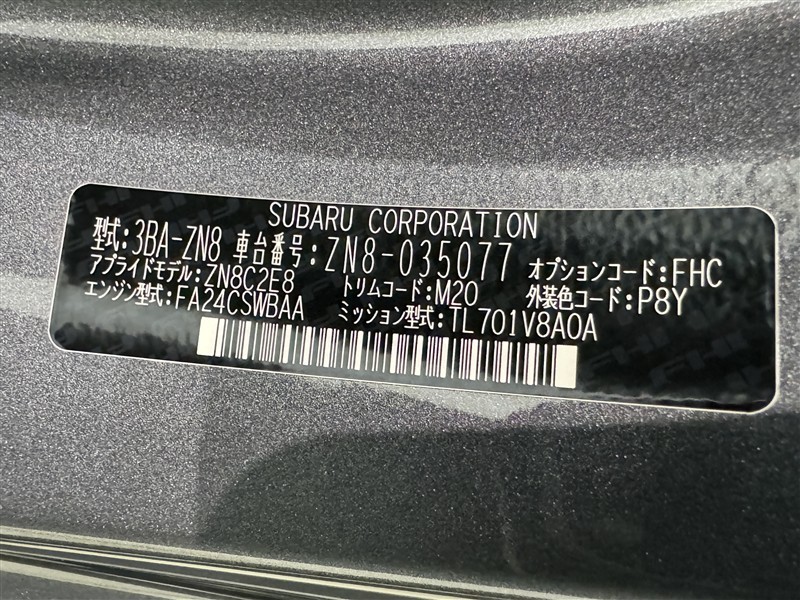 SUBARU CORPORATION
型式:3BA-ZN8 車台番号:ZN8-035077 オプションコード:FHC
アプライドモデル:ZN8C2E8 トリムコード:M20 外装色コード:P8Y
エンジン型式:FA24CSWBAA ミッション型式:TL701V8A0A